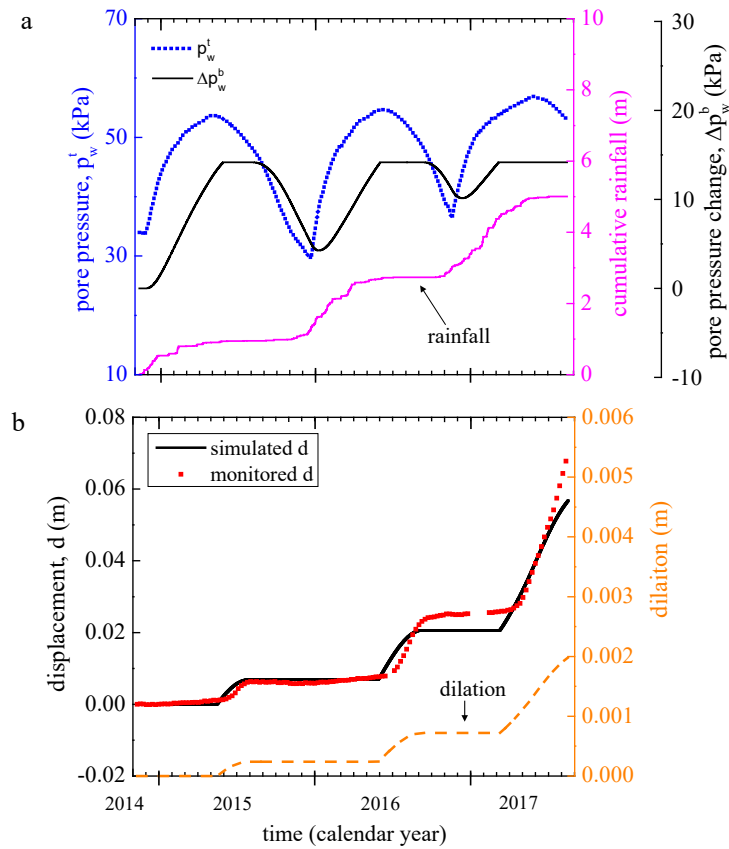 a
70
50
30
10
pore pressure, p_w^t (kPa)
p_w^t
Δp_w^b
rainfall
10
8
6
4
2
0
cumulative rainfall (m)
30
20
10
0
-10
pore pressure change, Δp_w^b (kPa)
b
0.08
0.06
0.04
0.02
0.00
-0.02
displacement, d (m)
simulated d
monitored d
dilation
0.006
0.005
0.004
0.003
0.002
0.001
0.000
dilaiton (m)
2014 2015 2016 2017
time (calendar year)